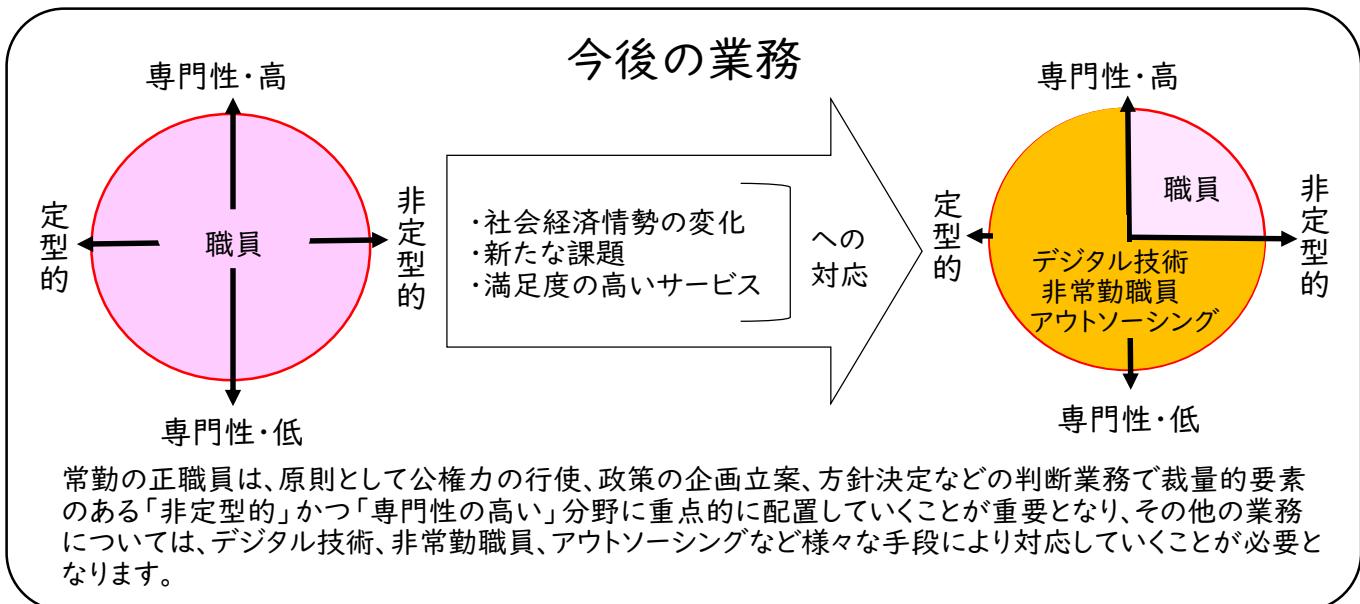 今後の業務
専門性・高
定型的
職員
非定型的
専門性・低
・社会経済情勢の変化
・新たな課題
・満足度の高いサービス
への
対応
専門性・高
定型的
職員
非定型的
デジタル技術
非常勤職員
アウトソーシング
専門性・低
常勤の正職員は、原則として公権力の行使、政策の企画立案、方針決定などの判断業務で裁量的要素
のある「非定型的」かつ「専門性の高い」分野に重点的に配置していくことが重要となり、その他の業務
については、デジタル技術、非常勤職員、アウトソーシングなど様々な手段により対応していくことが必要と
なります。